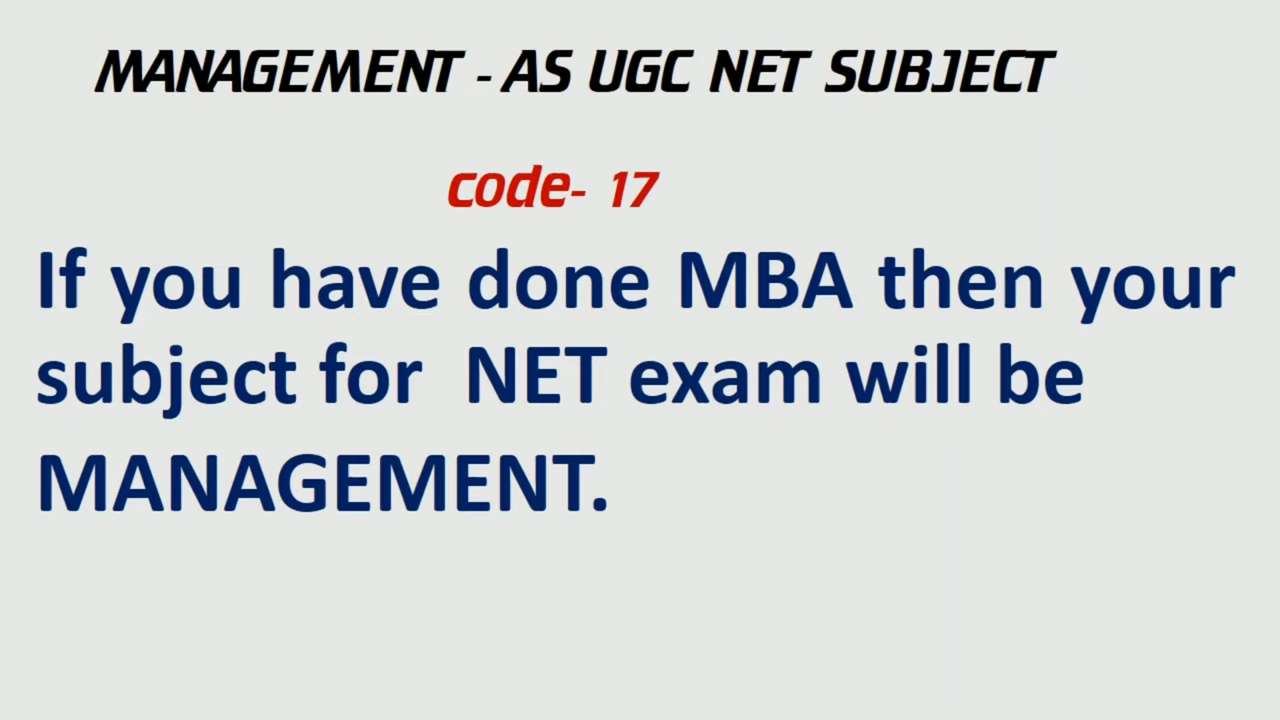 MANAGEMENT - AS UGC NET SUBJECT
code- 17
If you have done MBA then your
subject for NET exam will be
MANAGEMENT.